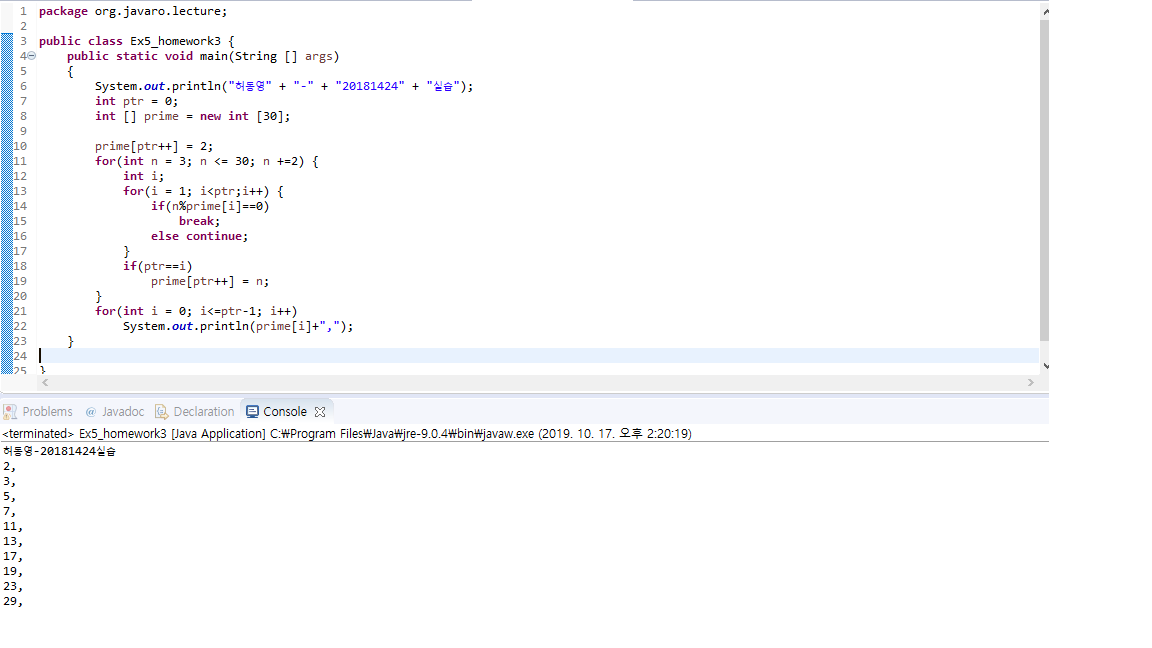 1 package org.javaro.lecture;
2
3 public class Ex5_homework3 {
4 public static void main(String [] args)
5 {
6 System.out.println("허동영" + "-" + "20181424" + "실습");
7 int ptr = 0;
8 int [] prime = new int [30];
9
10 prime[ptr++] = 2;
11 for(int n = 3; n <= 30; n +=2) {
12 int i;
13 for(i = 1; i<ptr;i++) {
14 if(n%prime[i]==0)
15 break;
16 else continue;
17 }
18 if(ptr==i)
19 prime[ptr++] = n;
20 }
21 for(int i = 0; i<=ptr-1; i++)
22 System.out.println(prime[i]+",");
23 }
24
25 }
Problems @ Javadoc Declaration Console
<terminated> Ex5_homework3 [Java Application] C:₩Program Files₩Java₩jre-9.0.4₩bin₩javaw.exe (2019. 10. 17. 오후 2:20:19)
허동영-20181424실습
2,
3,
5,
7,
11,
13,
17,
19,
23,
29,